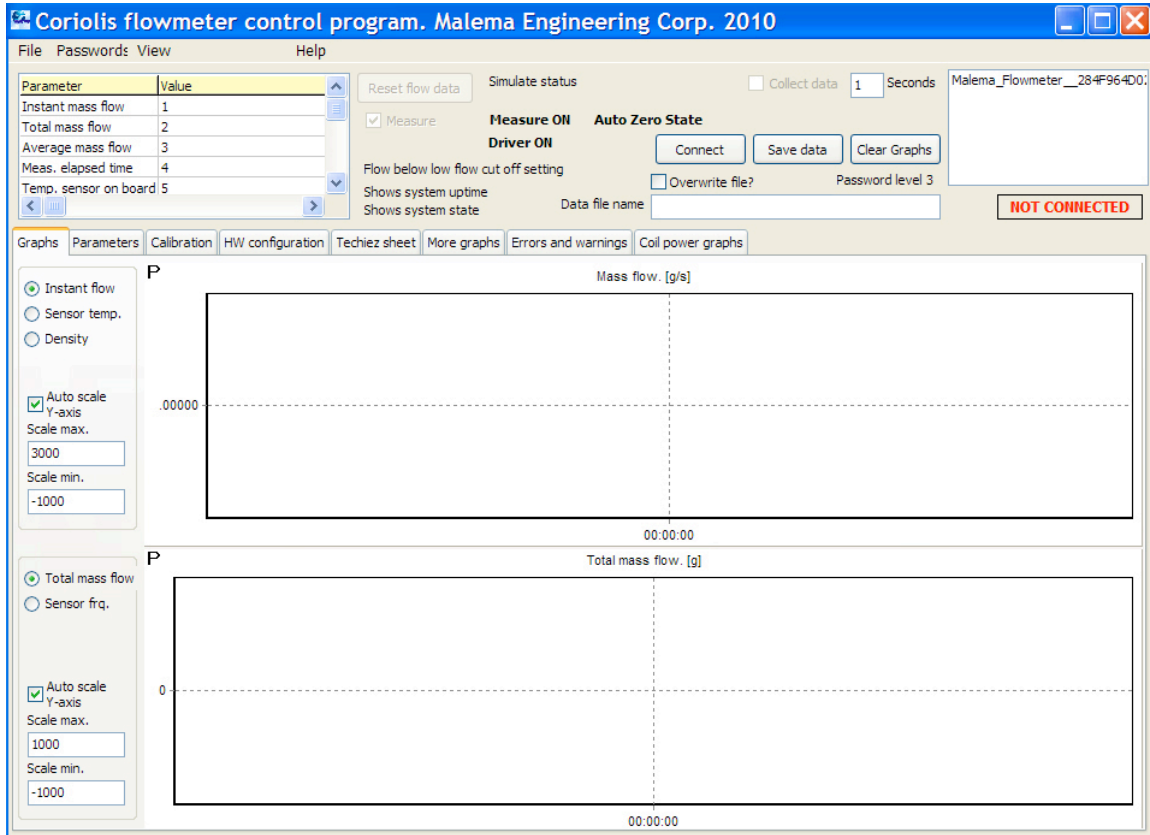 Coriolis flowmeter control program. Malema Engineering Corp. 2010
File Passwords View Help
Parameter Value
Instant mass flow 1
Total mass flow 2
Average mass flow 3
Meas. elapsed time 4
Temp. sensor on board 5
Reset flow data
Measure
Simulate status
Measure ON Auto Zero State
Driver ON
Flow below low flow cut off setting
Shows system uptime
Shows system state
Collect data 1 Seconds
Connect Save data Clear Graphs
Overwrite file? Password level 3
Data file name
Malema_Flowmeter__284F964D02
NOT CONNECTED
Graphs Parameters Calibration HW configuration Techiez sheet More graphs Errors and warnings Coil power graphs
P
Mass flow. [g/s]
Instant flow
Sensor temp.
Density
Auto scale
Y-axis
Scale max.
3000
Scale min.
-1000
.00000
00:00:00
P
Total mass flow. [g]
Total mass flow
Sensor frq.
Auto scale
Y-axis
Scale max.
1000
Scale min.
-1000
0
00:00:00